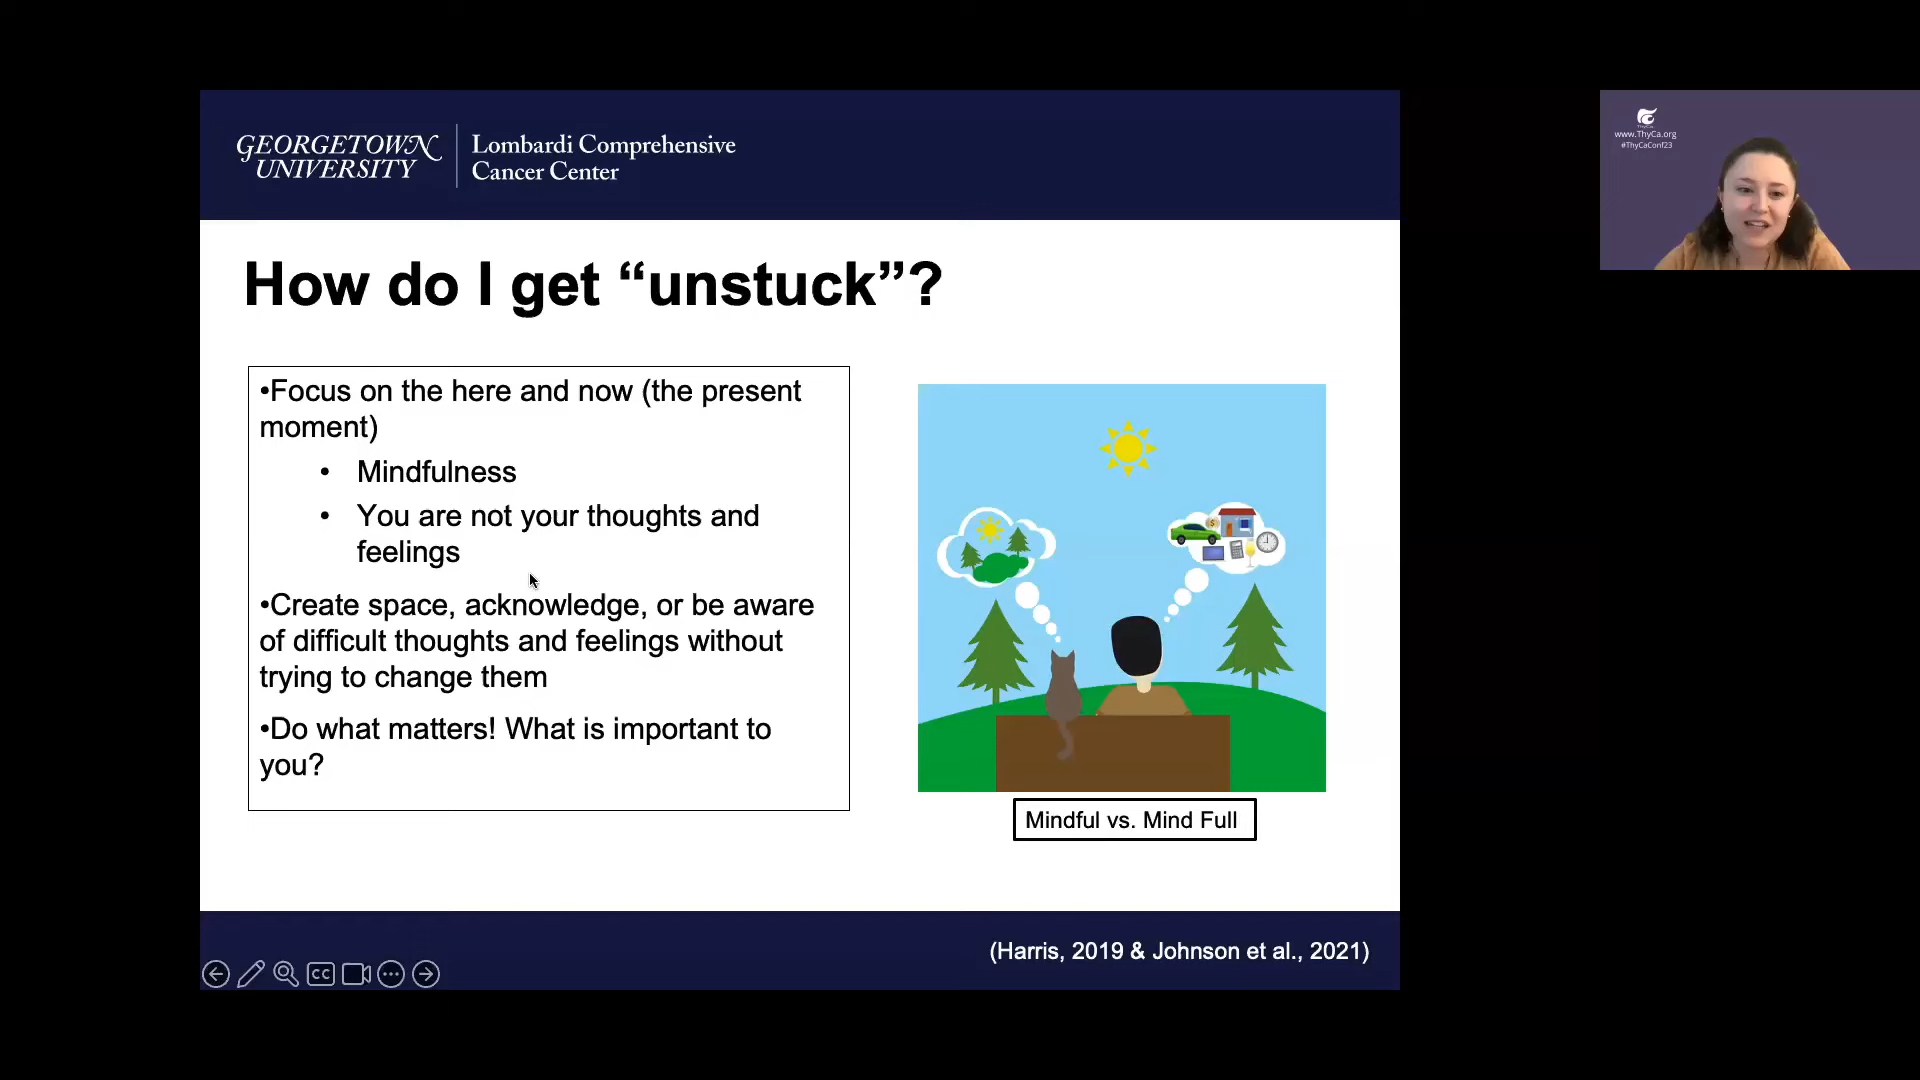 GEORGETOWN
UNIVERSITY
Lombardi Comprehensive
Cancer Center
www.ThyCa.org
#ThyCaConf23
How do I get “unstuck”?
•Focus on the here and now (the present
moment)
• Mindfulness
• You are not your thoughts and
feelings
•Create space, acknowledge, or be aware
of difficult thoughts and feelings without
trying to change them
•Do what matters! What is important to
you?
$
Mindful vs. Mind Full
(Harris, 2019 & Johnson et al., 2021)
CC